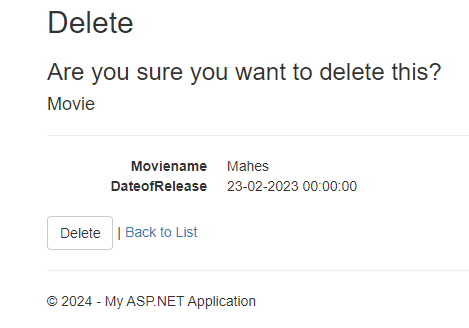 Delete
Are you sure you want to delete this?
Movie
Moviename Mahes
DateofRelease 23-02-2023 00:00:00
Delete | Back to List
© 2024 - My ASP.NET Application